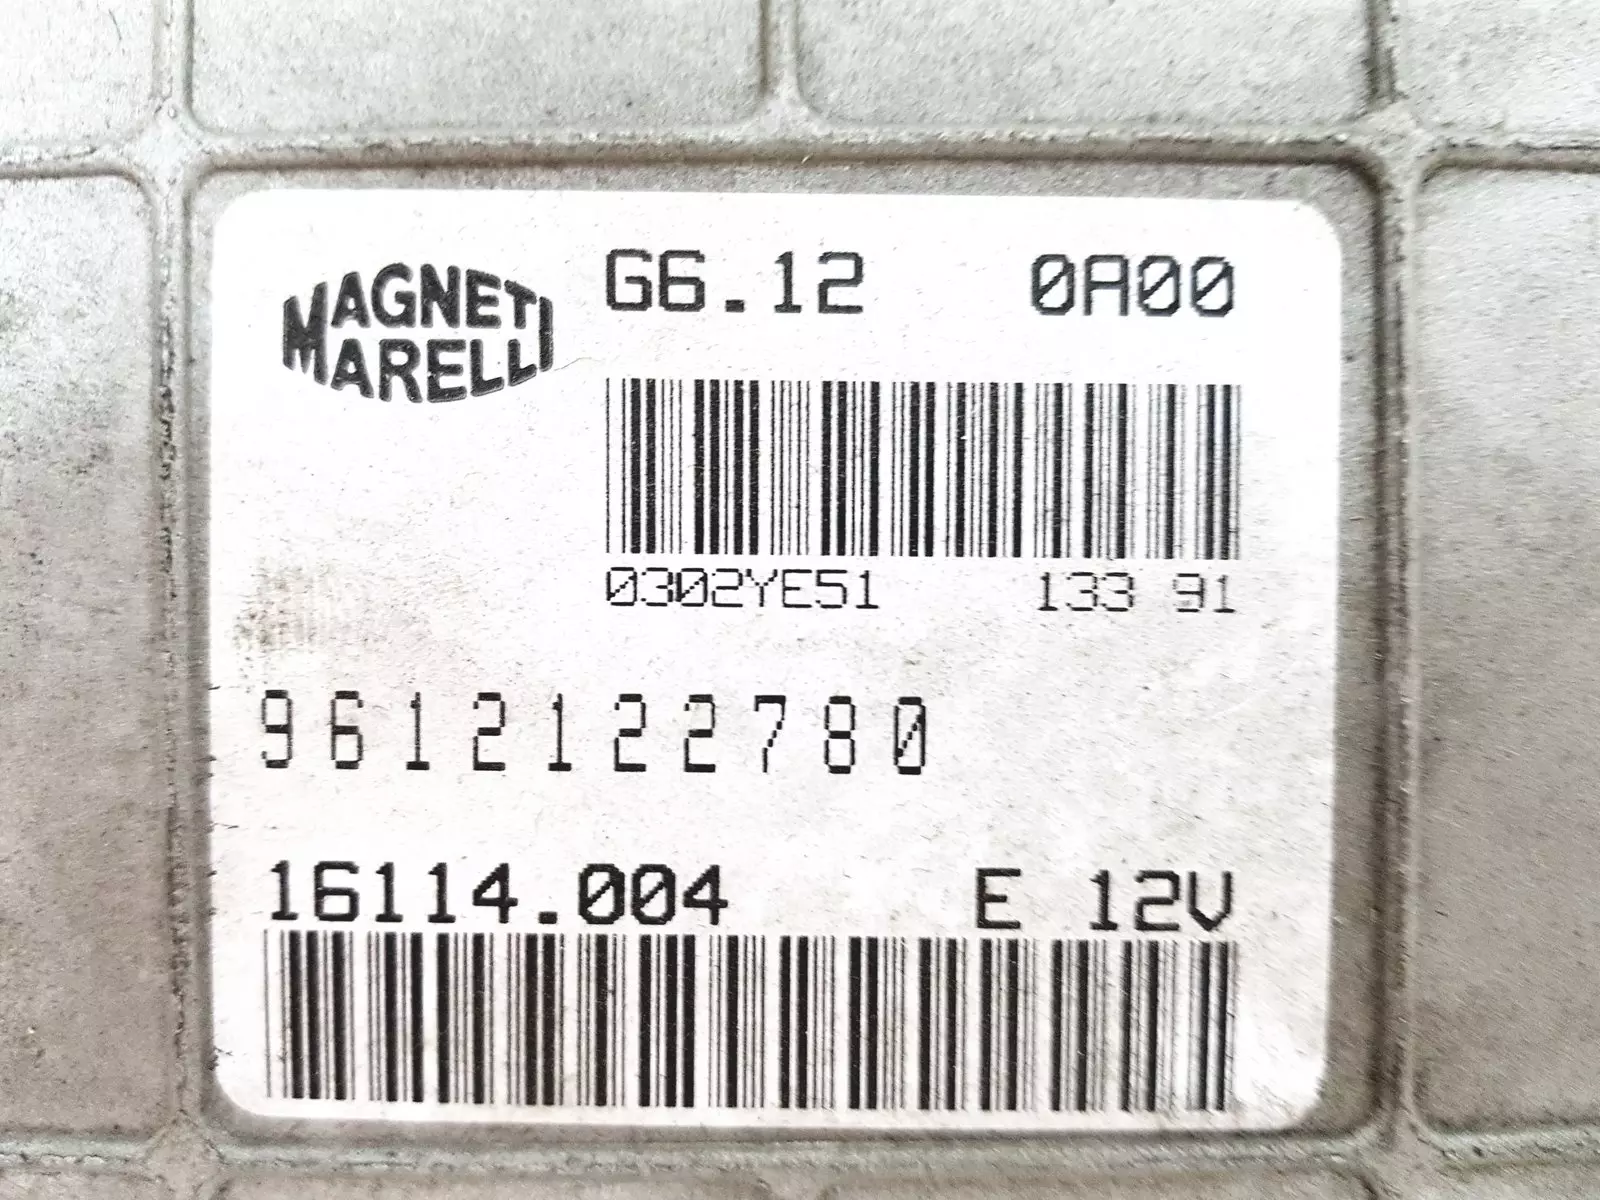 MAGNETI
MARELLI
G6.12 0A00
0302YE51 133 91
9612122780
16114.004 E 12V